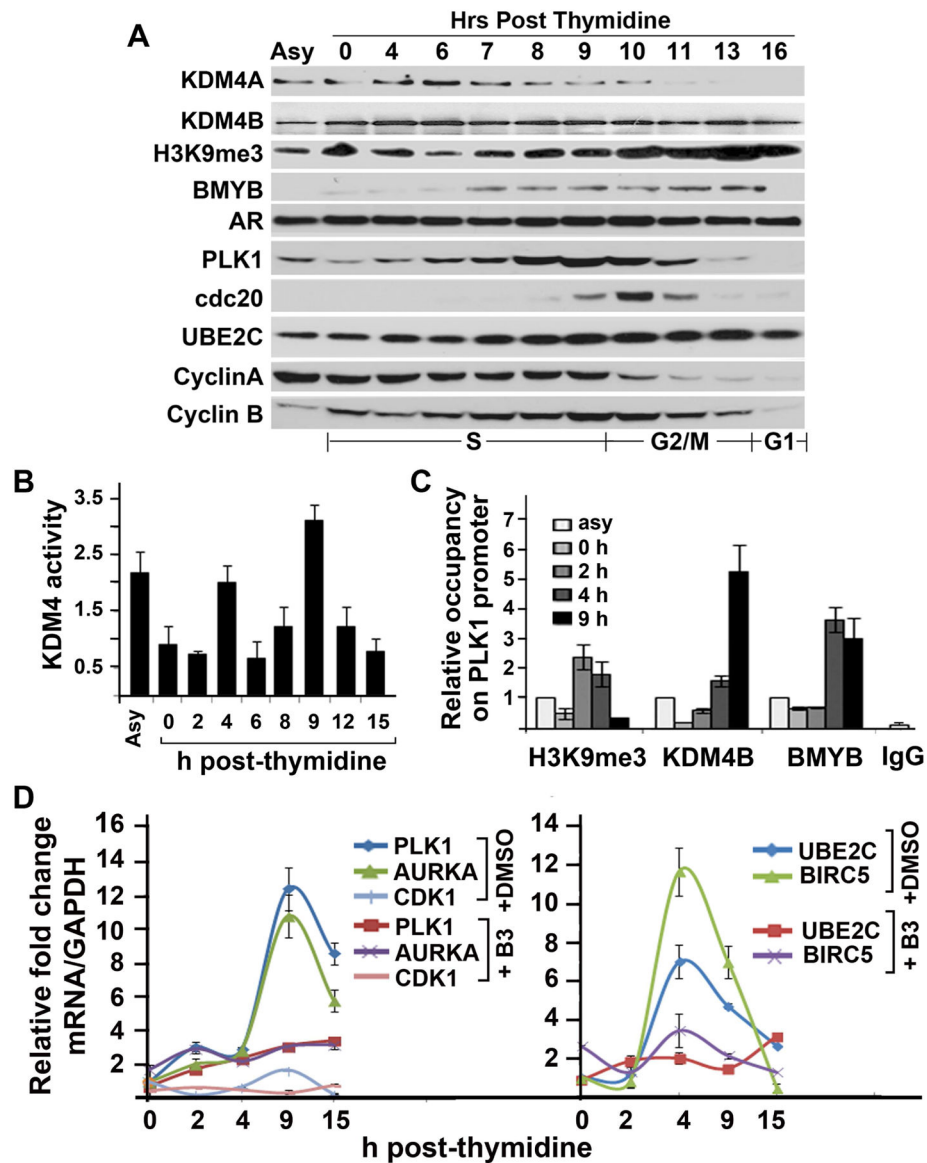 A
Hrs Post Thymidine
Asy 0 4 6 7 8 9 10 11 13 16
KDM4A
KDM4B
H3K9me3
BMYB
AR
PLK1
cdc20
UBE2C
CyclinA
Cyclin B
S G2/M G1
B
KDM4 activity
3.5
2.5
1.5
0.5
Asy 0 2 4 6 8 9 12 15
h post-thymidine
C
Relative occupancy
on PLK1 promoter
7
6
5
4
3
2
1
asy
0 h
2 h
4 h
9 h
H3K9me3 KDM4B BMYB IgG
D
Relative fold change
mRNA/GAPDH
16
14
12
10
8
6
4
2
PLK1
AURKA
CDK1
+DMSO
PLK1
AURKA
CDK1
+ B3
0 2 4 9 15
14
12
10
8
6
4
2
UBE2C
BIRC5
+DMSO
UBE2C
BIRC5
+ B3
0 2 4 9 15
h post-thymidine